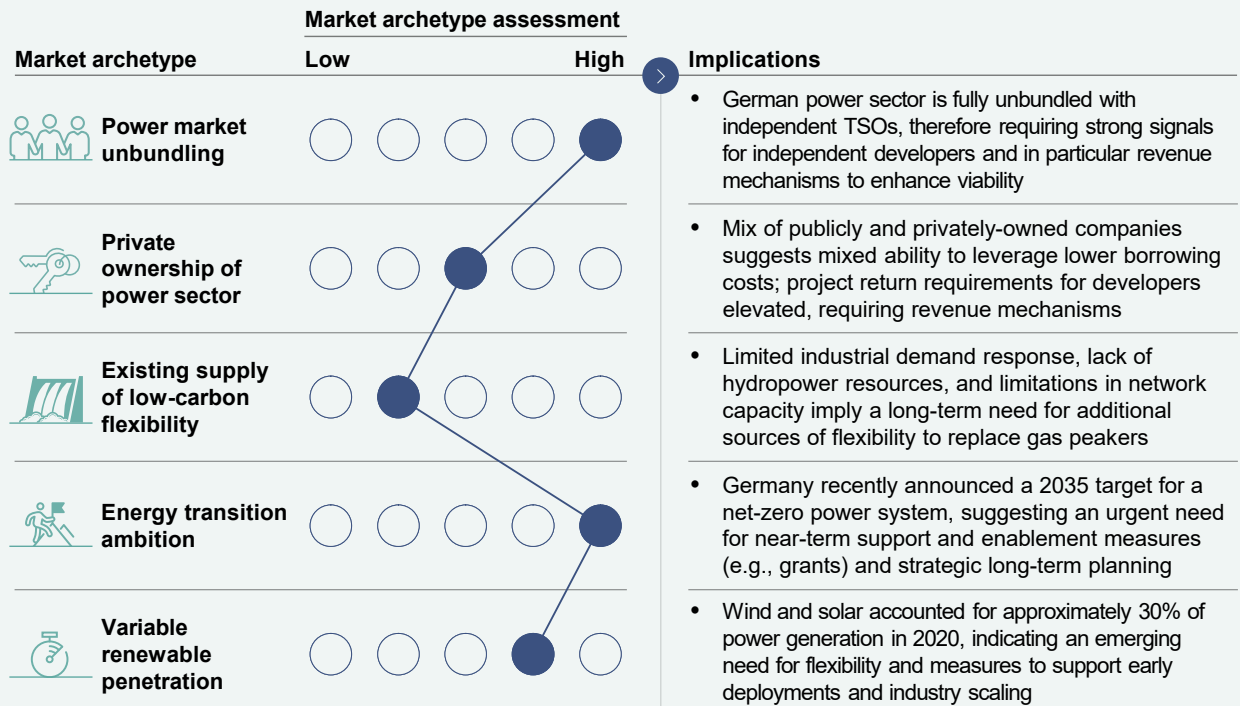 Market archetype assessment
Market archetype
Low
High
Implications
Power market
unbundling
• German power sector is fully unbundled with
independent TSOs, therefore requiring strong signals
for independent developers and in particular revenue
mechanisms to enhance viability
Private
ownership of
power sector
• Mix of publicly and privately-owned companies
suggests mixed ability to leverage lower borrowing
costs; project return requirements for developers
elevated, requiring revenue mechanisms
Existing supply
of low-carbon
flexibility
• Limited industrial demand response, lack of
hydropower resources, and limitations in network
capacity imply a long-term need for additional
sources of flexibility to replace gas peakers
Energy transition
ambition
• Germany recently announced a 2035 target for a
net-zero power system, suggesting an urgent need
for near-term support and enablement measures
(e.g., grants) and strategic long-term planning
Variable
renewable
penetration
• Wind and solar accounted for approximately 30% of
power generation in 2020, indicating an emerging
need for flexibility and measures to support early
deployments and industry scaling